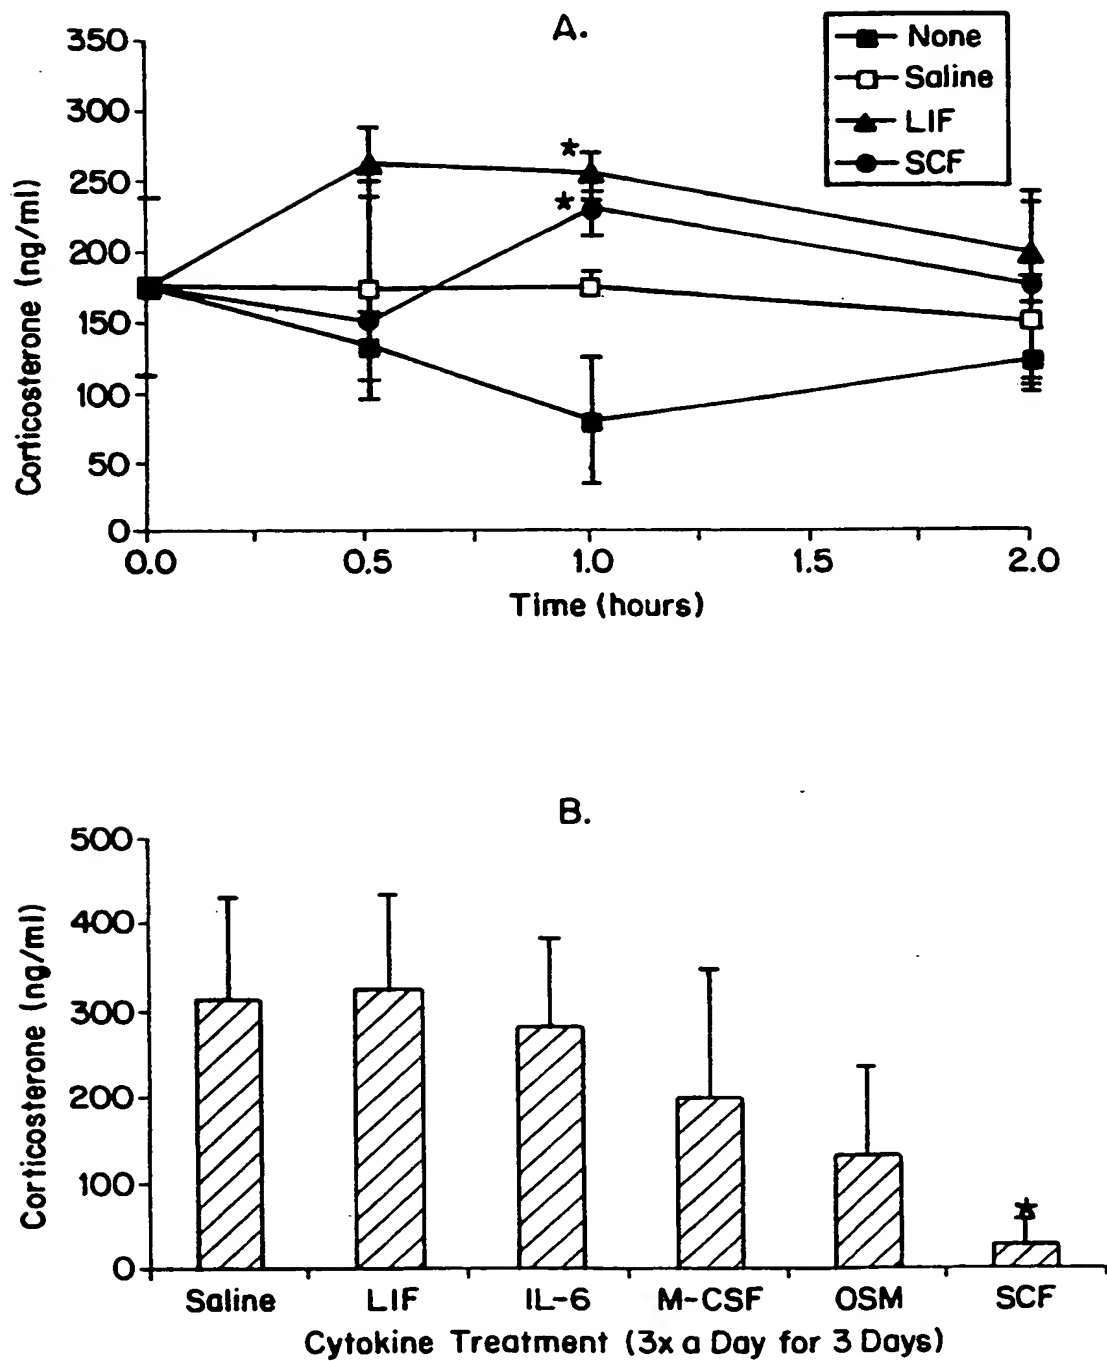 A.
None
Saline
LIF
SCF
Corticosterone (ng/ml)
350
300
250
200
150
100
50
0
*
*
0.0 0.5 1.0 1.5 2.0
Time (hours)
B.
Corticosterone (ng/ml)
500
400
300
200
100
0
*
Saline LIF IL-6 M-CSF OSM SCF
Cytokine Treatment (3x a Day for 3 Days)